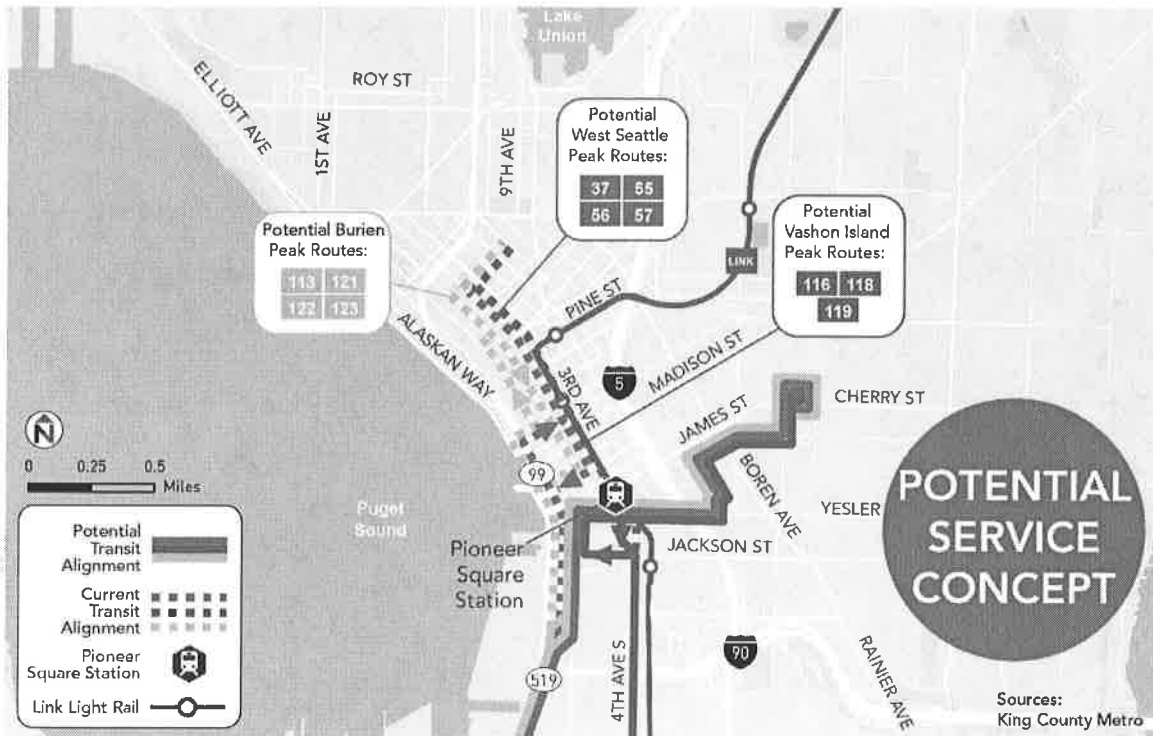 Lake
Union
ROY ST
ELLIOTT AVE
1ST AVE
9TH AVE
Potential
West Seattle
Peak Routes:
37 55
56 57
Potential Burien
Peak Routes:
113 121
122 123
Potential
Vashon Island
Peak Routes:
116 118
119
LINK
PINE ST
ALASKAN WAY
3RD AVE
5
MADISON ST
JAMES ST
CHERRY ST
N
0 0.25 0.5
Miles
99
Puget
Sound
BOREN AVE
YESLER
POTENTIAL
SERVICE
CONCEPT
Pioneer
Square
Station
JACKSON ST
Potential
Transit
Alignment
Current
Transit
Alignment
Pioneer
Square Station
Link Light Rail
519
4TH AVE S
90
RAINIER AVE
Sources:
King County Metro